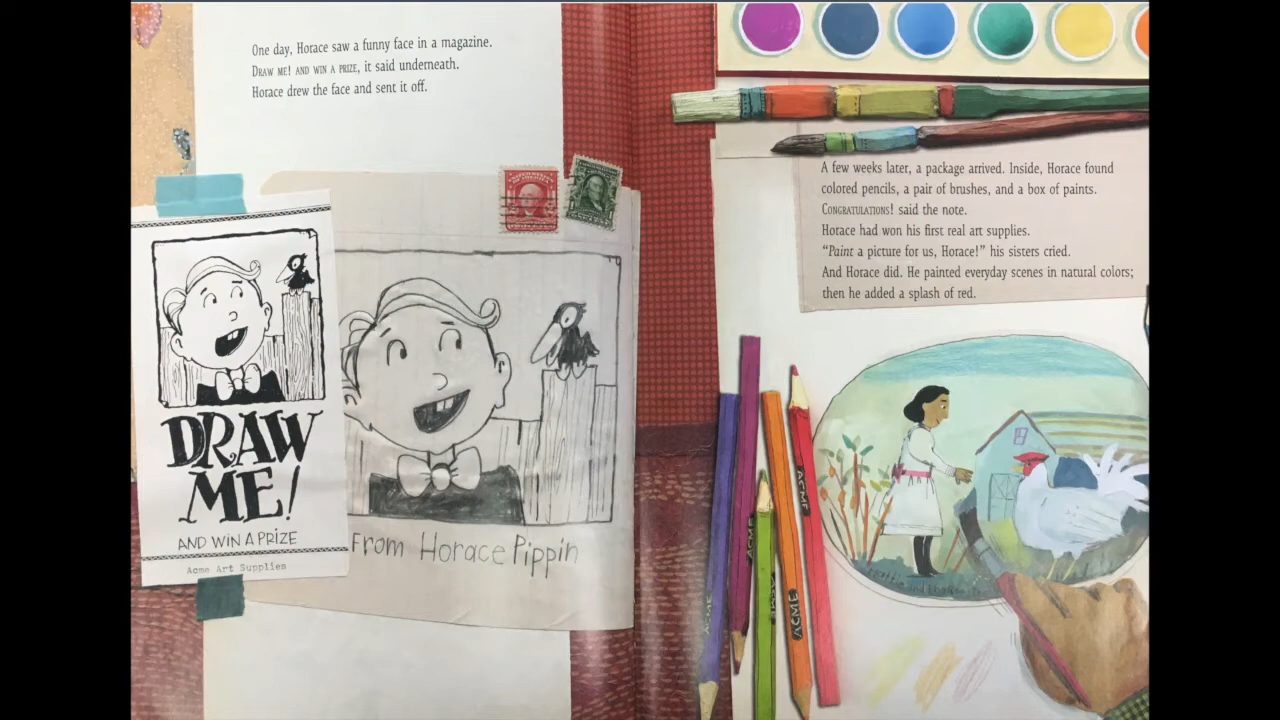 One day, Horace saw a funny face in a magazine.
DRAW ME! AND WIN A PRIZE, it said underneath.
Horace drew the face and sent it off.
DRAW
ME!
AND WIN A PRIZE
Acme Art Supplies
From Horace Pippin
A few weeks later, a package arrived. Inside, Horace found
colored pencils, a pair of brushes, and a box of paints.
CONGRATULATIONS! said the note.
Horace had won his first real art supplies.
“Paint a picture for us, Horace!” his sisters cried.
And Horace did. He painted everyday scenes in natural colors;
then he added a splash of red.
ACME
ACME
ACME
ACME
ACME